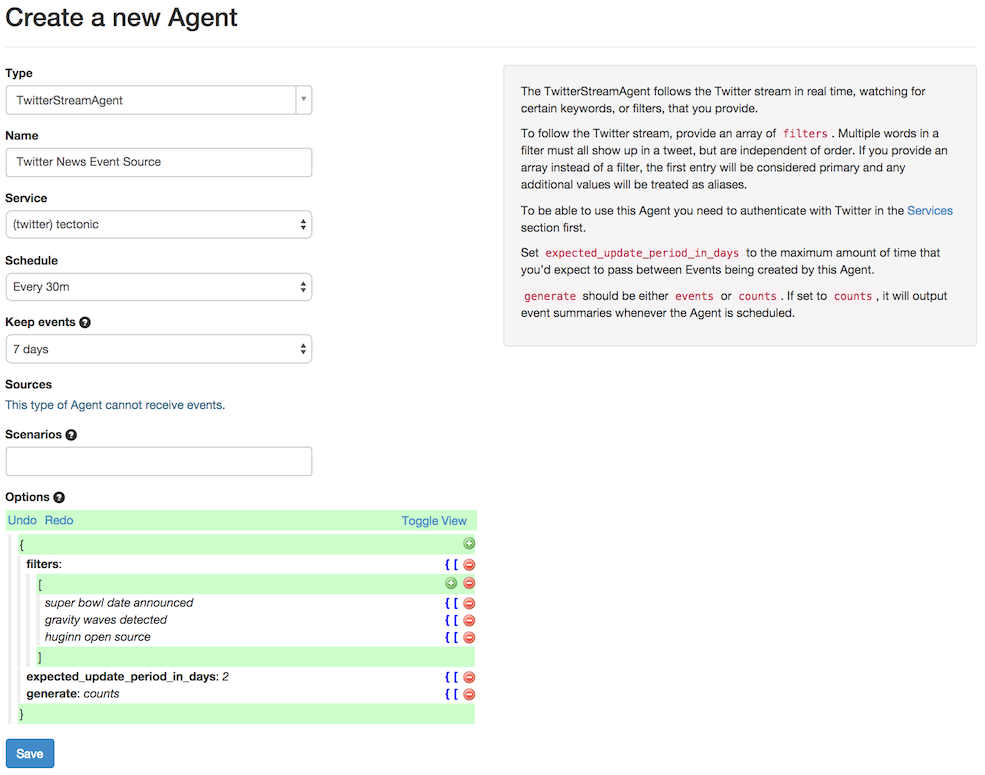 Create a new Agent
Type
TwitterStreamAgent
Name
Twitter News Event Source
Service
(twitter) tectonic
Schedule
Every 30m
Keep events ?
7 days
Sources
This type of Agent cannot receive events.
Scenarios ?
Options ?
Undo Redo Toggle View
{
filters: { [
[
super bowl date announced { [
gravity waves detected { [
huginn open source { [
]
expected_update_period_in_days: 2 { [
generate: counts { [
}
Save
The TwitterStreamAgent follows the Twitter stream in real time, watching for
certain keywords, or filters, that you provide.
To follow the Twitter stream, provide an array of filters . Multiple words in a
filter must all show up in a tweet, but are independent of order. If you provide an
array instead of a filter, the first entry will be considered primary and any
additional values will be treated as aliases.
To be able to use this Agent you need to authenticate with Twitter in the Services
section first.
Set expected_update_period_in_days to the maximum amount of time that
you'd expect to pass between Events being created by this Agent.
generate should be either events or counts . If set to counts , it will output
event summaries whenever the Agent is scheduled.